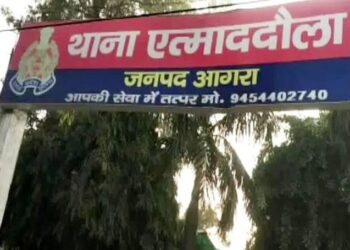 थाना एत्माददौला
जनपद आगरा
आपकी सेवा में तत्पर मो. 9454402740